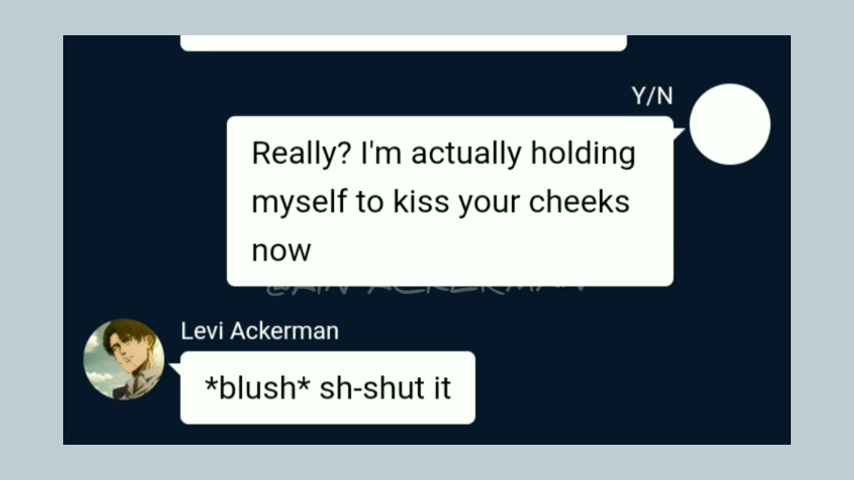 Y/N
Really? I'm actually holding
myself to kiss your cheeks
now
Levi Ackerman
*blush* sh-shut it